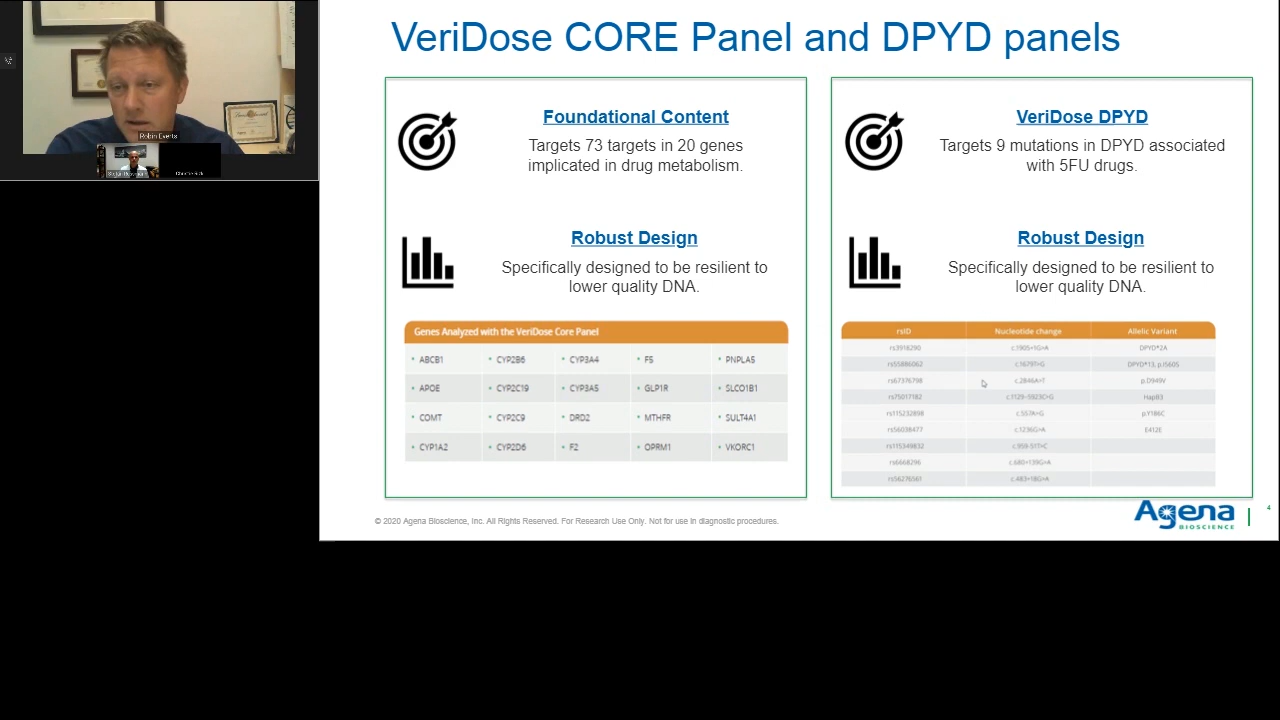 VeriDose CORE Panel and DPYD panels
Robin Everts
Foundational Content
Targets 73 targets in 20 genes
implicated in drug metabolism.
Robust Design
Specifically designed to be resilient to
lower quality DNA.
Genes Analyzed with the VeriDose Core Panel
• ABCB1 • CYP2B6 • CYP3A4 • F5 • PNPLA5
• APOE • CYP2C19 • CYP3A5 • GLP1R • SLCO1B1
• COMT • CYP2C9 • DRD2 • MTHFR • SULT4A1
• CYP1A2 • CYP2D6 • F2 • OPRM1 • VKORC1
VeriDose DPYD
Targets 9 mutations in DPYD associated
with 5FU drugs.
Robust Design
Specifically designed to be resilient to
lower quality DNA.
rsID Nucleotide change Allelic Variant
rs3918290 c.1905+1G>A DPYD*2A
rs55886062 c.1679T>G DPYD*13, p.I560S
rs67376798 c.2846A>T p.D949V
rs75017182 c.1129-5923C>G HapB3
rs115232898 c.557A>G p.Y186C
rs56038477 c.1236G>A E412E
rs115349832 c.959-51T>C
rs6668296 c.680+139G>A
rs56276561 c.483+18G>A
© 2020 Agena Bioscience, Inc. All Rights Reserved. For Research Use Only. Not for use in diagnostic procedures.
Agena
BIOSCIENCE
4